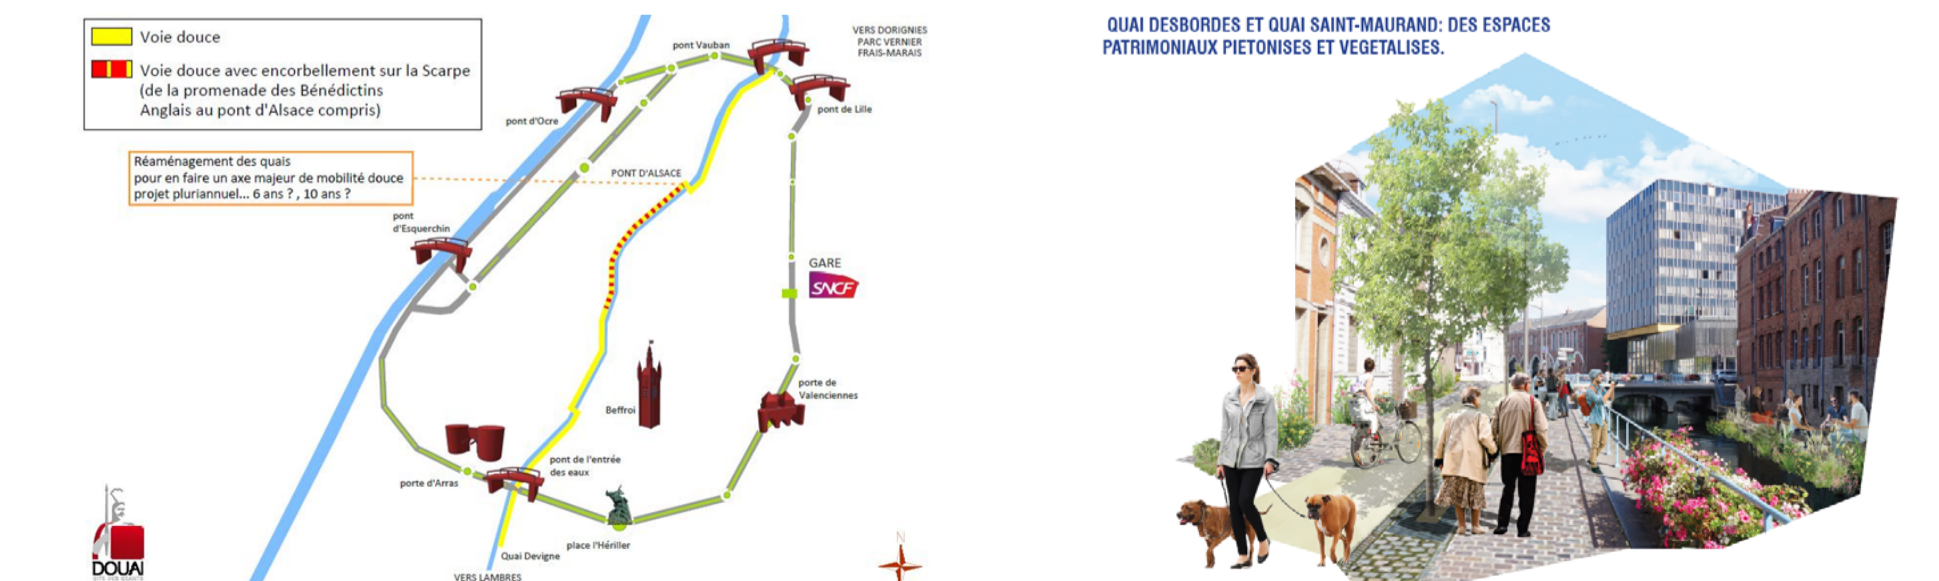 Voie douce
Voie douce avec encorbellement sur la Scarpe
(de la promenade des Bénédictins
Anglais au pont d'Alsace compris)
Réaménagement des quais
pour en faire un axe majeur de mobilité douce
projet pluriannuel... 6 ans ? , 10 ans ?
pont Vauban
VERS DORIGNIES
PARC VERNIER
FRAIS-MARAIS
pont de Lille
pont d'Ocre
PONT D'ALSACE
pont
d'Esquerchin
GARE
SNCF
porte de
Valenciennes
Beffroi
pont de l'entrée
des eaux
porte d'Arras
place l'Hériller
Quai Devigne
VERS LAMBRES
N
DOUAI
QUAI DESBORDES ET QUAI SAINT-MAURAND: DES ESPACES
PATRIMONIAUX PIETONISES ET VEGETALISES.